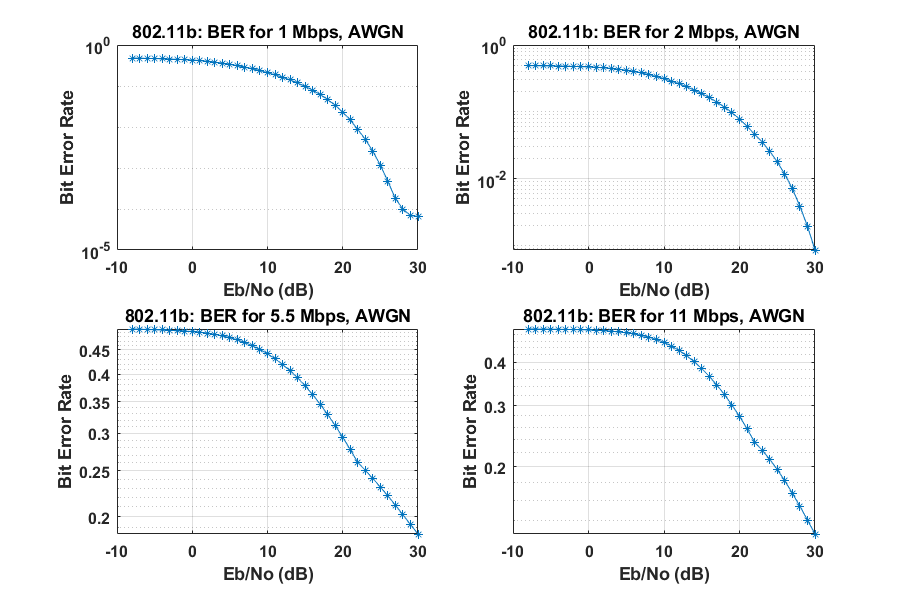 802.11b: BER for 1 Mbps, AWGN
10^0
10^-5
Bit Error Rate
-10 0 10 20 30
Eb/No (dB)
802.11b: BER for 2 Mbps, AWGN
10^0
10^-2
Bit Error Rate
-10 0 10 20 30
Eb/No (dB)
802.11b: BER for 5.5 Mbps, AWGN
0.45
0.4
0.35
0.3
0.25
0.2
Bit Error Rate
-10 0 10 20 30
Eb/No (dB)
802.11b: BER for 11 Mbps, AWGN
0.4
0.3
0.2
Bit Error Rate
-10 0 10 20 30
Eb/No (dB)